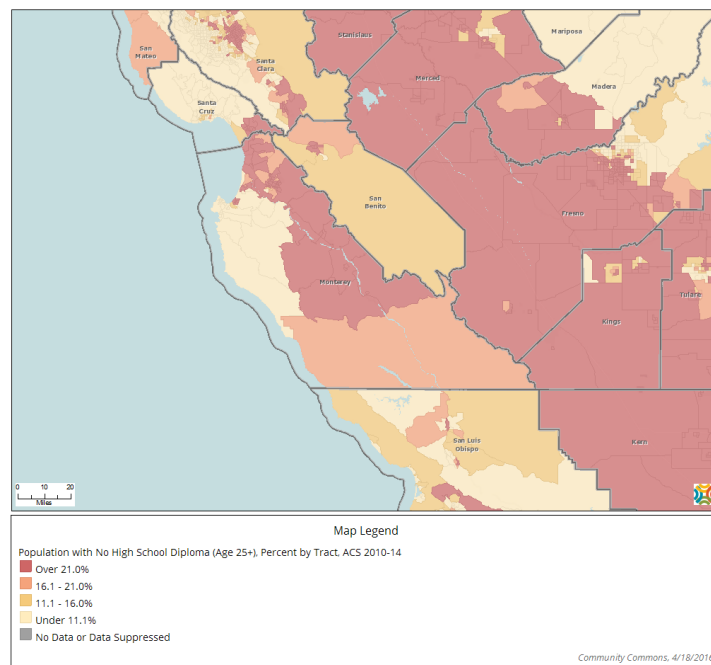 Stanislaus
Mariposa
San
Mateo
Santa
Clara
Merced
Madera
Santa
Cruz
San
Benito
Fresno
Monterey
Tulare
Kings
San Luis
Obispo
Kern
0 10 20
Miles
Map Legend
Population with No High School Diploma (Age 25+), Percent by Tract, ACS 2010-14
Over 21.0%
16.1 - 21.0%
11.1 - 16.0%
Under 11.1%
No Data or Data Suppressed
Community Commons, 4/18/2016